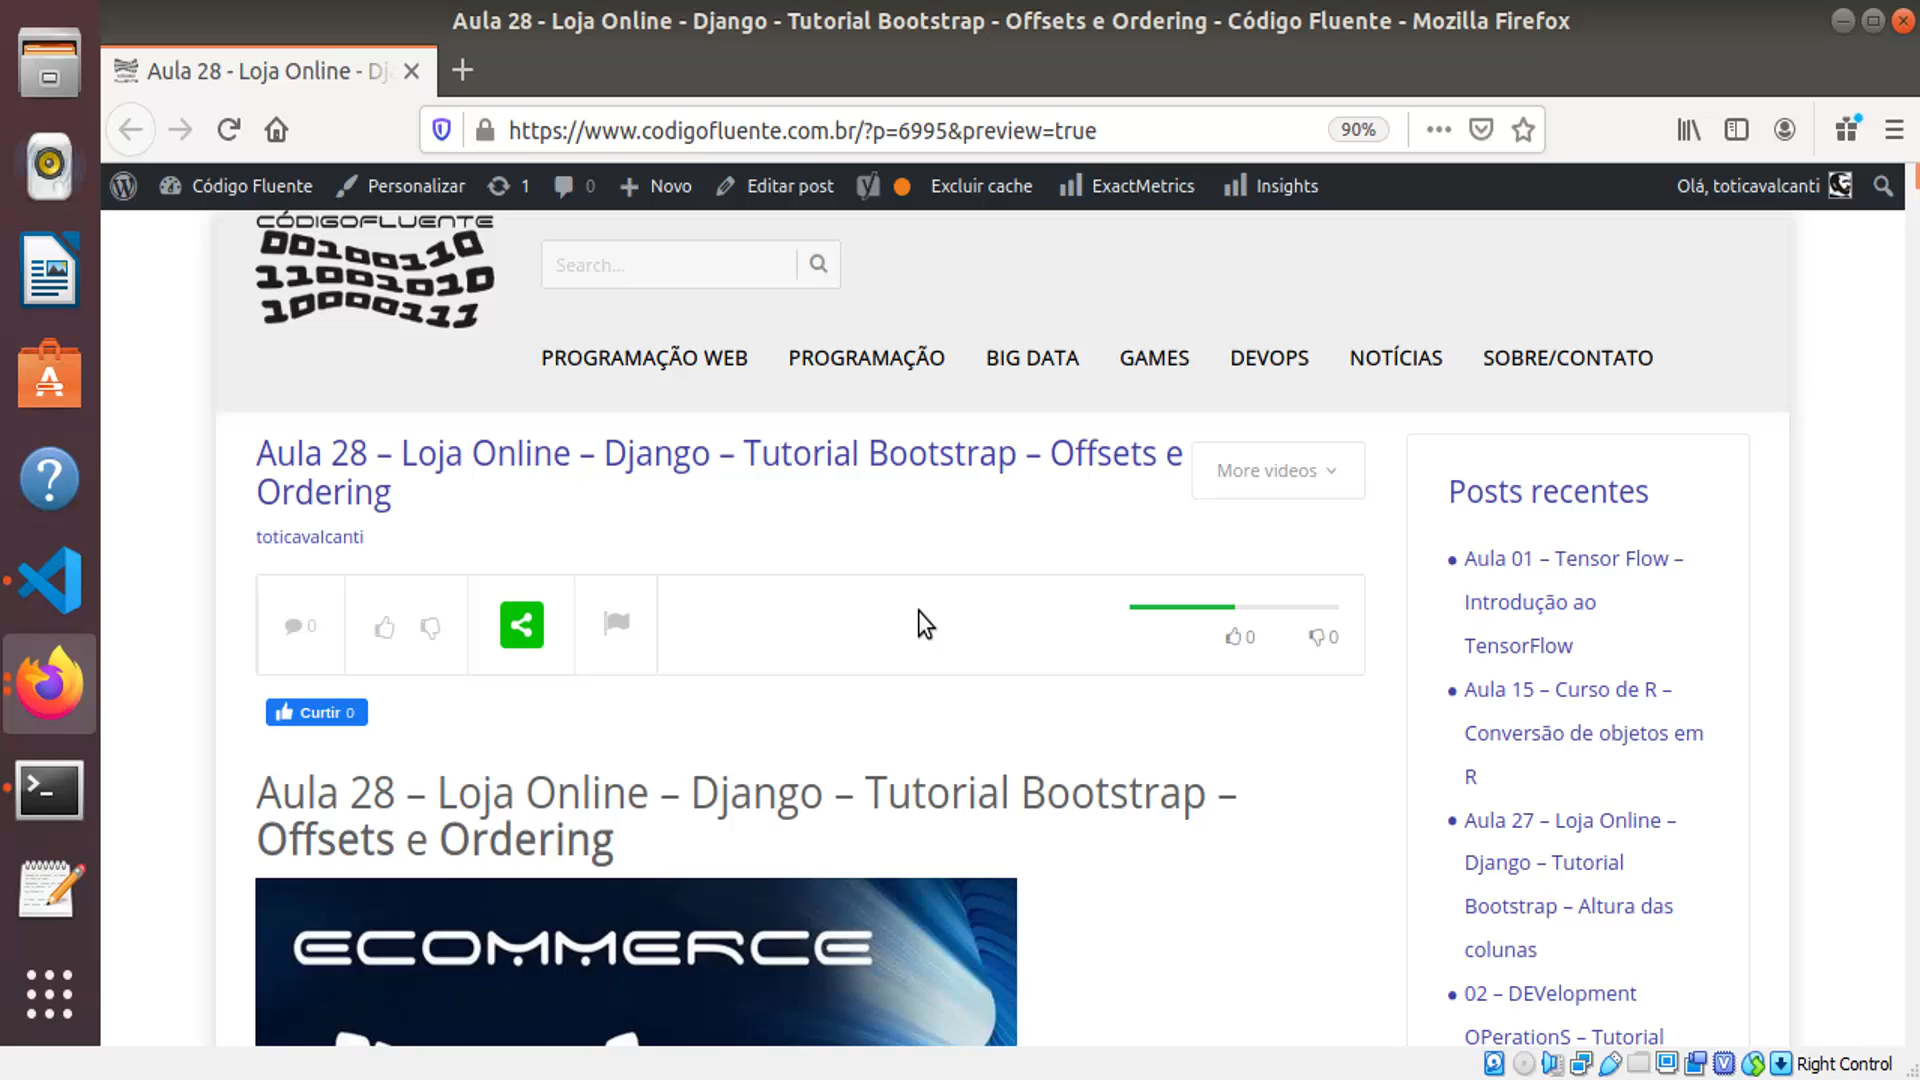 Aula 28 - Loja Online - Django - Tutorial Bootstrap - Offsets e Ordering - Código Fluente - Mozilla Firefox
Aula 28 - Loja Online - Dj
https://www.codigofluente.com.br/?p=6995&preview=true
90%
Código Fluente
Personalizar
1
0
Novo
Editar post
Excluir cache
ExactMetrics
Insights
Olá, toticavalcanti
CÓDIGOFLUENTE
00100110
11001010
10000111
Search...
PROGRAMAÇÃO WEB
PROGRAMAÇÃO
BIG DATA
GAMES
DEVOPS
NOTÍCIAS
SOBRE/CONTATO
Aula 28 – Loja Online – Django – Tutorial Bootstrap – Offsets e
Ordering
More videos
toticavalcanti
0
0
0
Curtir 0
Aula 28 – Loja Online – Django – Tutorial Bootstrap –
Offsets e Ordering
ECOMMERCE
Posts recentes
Aula 01 – Tensor Flow –
Introdução ao
TensorFlow
Aula 15 – Curso de R –
Conversão de objetos em
R
Aula 27 – Loja Online –
Django – Tutorial
Bootstrap – Altura das
colunas
02 – DEVelopment
OPerationS – Tutorial
Right Control